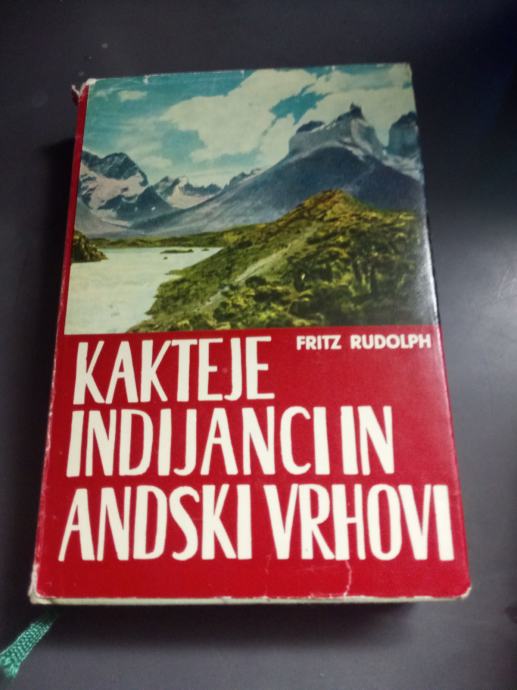 FRITZ RUDOLPH
KAKTEJE
INDIJANCI IN
ANDSKI VRHOVI